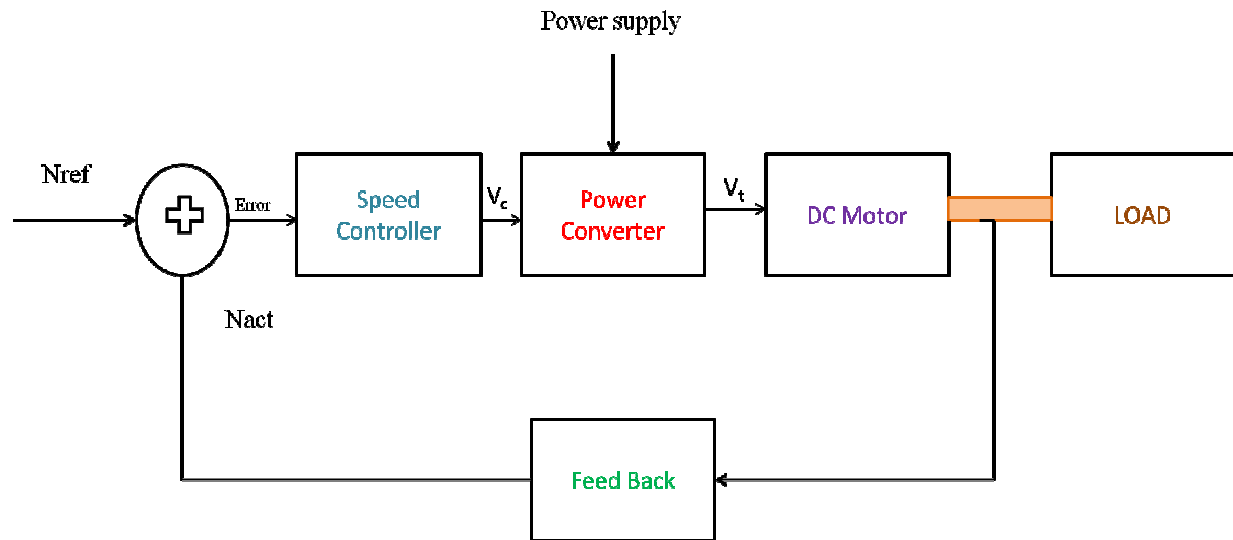 Power supply
Nref
Error
Speed
Controller
Vc
Power
Converter
Vt
DC Motor
LOAD
Nact
Feed Back